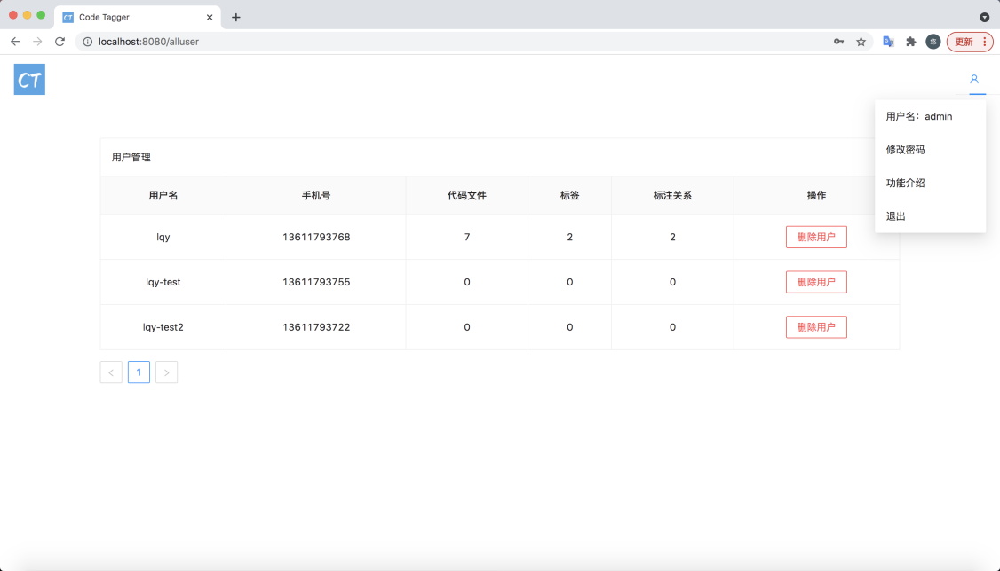 CT Code Tagger
localhost:8080/alluser
悠
更新
CT
用户名：admin
修改密码
功能介绍
退出
用户管理
用户名 手机号 代码文件 标签 标注关系 操作
lqy 13611793768 7 2 2 删除用户
lqy-test 13611793755 0 0 0 删除用户
lqy-test2 13611793722 0 0 0 删除用户
< 1 >